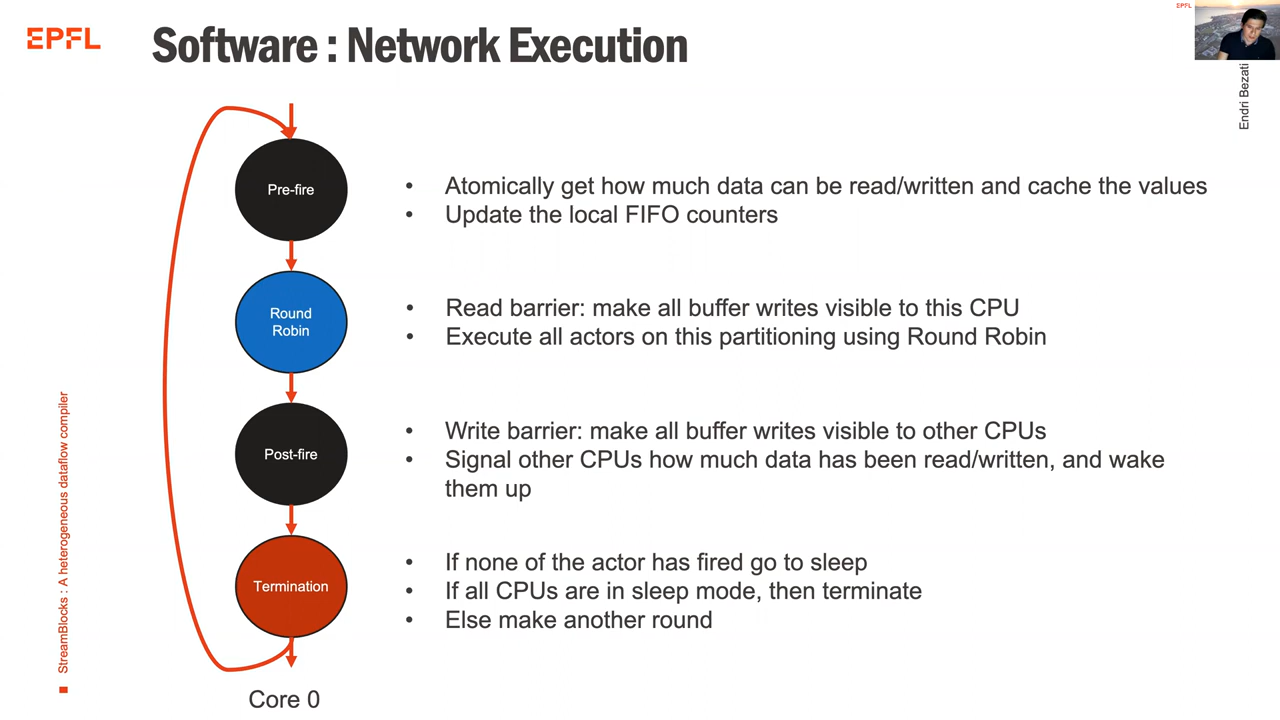 EPFL
Software : Network Execution
EPFL
Endri Bezati
Pre-fire
• Atomically get how much data can be read/written and cache the values
• Update the local FIFO counters
Round
Robin
• Read barrier: make all buffer writes visible to this CPU
• Execute all actors on this partitioning using Round Robin
Post-fire
• Write barrier: make all buffer writes visible to other CPUs
• Signal other CPUs how much data has been read/written, and wake
them up
Termination
• If none of the actor has fired go to sleep
• If all CPUs are in sleep mode, then terminate
• Else make another round
Core 0
StreamBlocks : A heterogeneous dataflow compiler